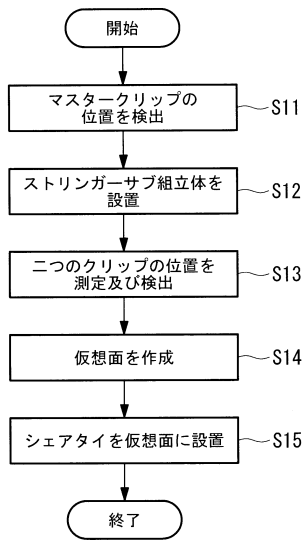 開始
マスタークリップの
位置を検出
S11
ストリンガーサブ組立体を
設置
S12
二つのクリップの位置を
測定及び検出
S13
仮想面を作成
S14
シェアタイを仮想面に設置
S15
終了